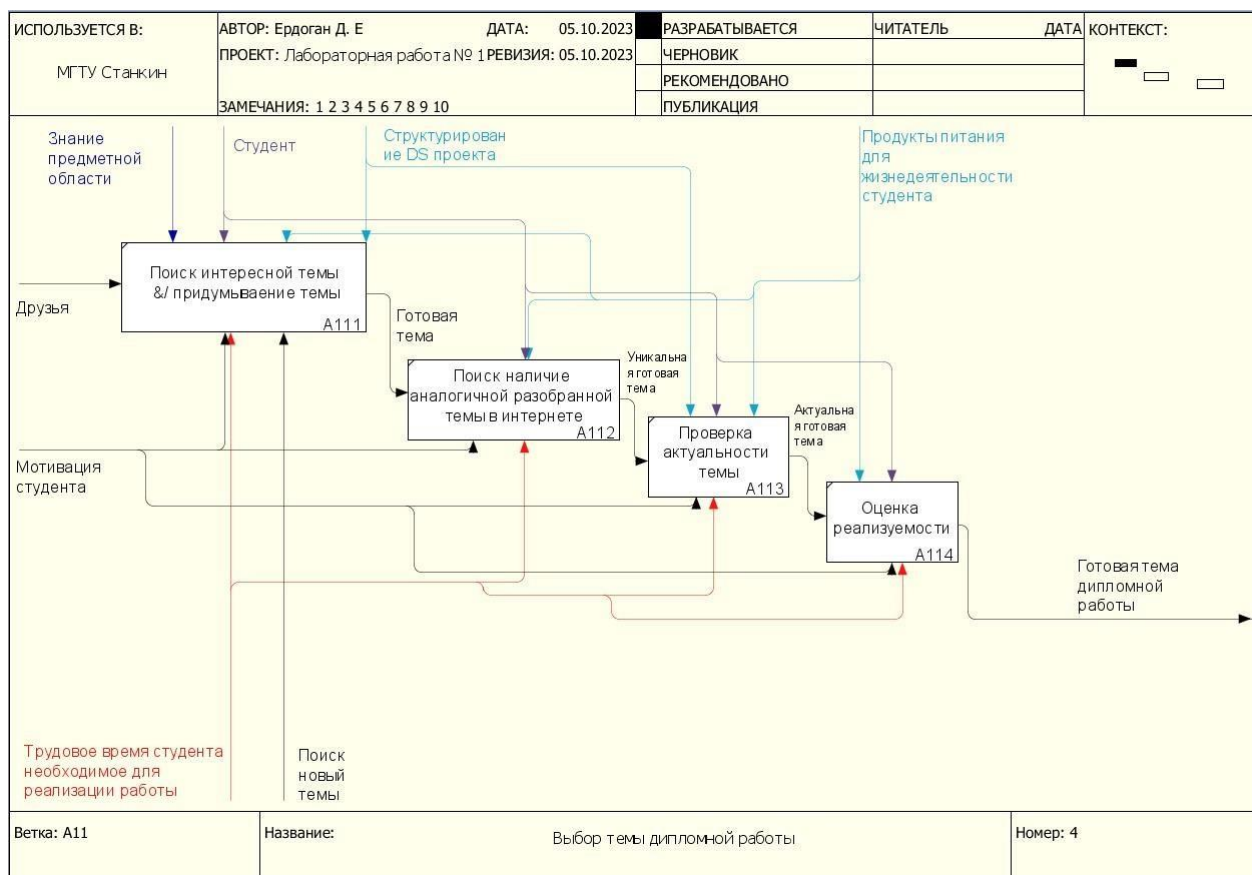 ИСПОЛЬЗУЕТСЯ В:
МГТУ Станкин
АВТОР: Ердоган Д. Е
ДАТА: 05.10.2023
ПРОЕКТ: Лабораторная работа № 1
РЕВИЗИЯ: 05.10.2023
ЗАМЕЧАНИЯ: 1 2 3 4 5 6 7 8 9 10
РАЗРАБАТЫВАЕТСЯ
ЧЕРНОВИК
РЕКОМЕНДОВАНО
ПУБЛИКАЦИЯ
ЧИТАТЕЛЬ
ДАТА
КОНТЕКСТ:
Знание
предметной
области
Студент
Структурирован
ие DS проекта
Продукты питания
для
жизнедеятельности
студента
Поиск интересной темы
&/ придумываение темы
A111
Друзья
Готовая
тема
Поиск наличие
аналогичной разобранной
темы в интернете
A112
Уникальна
я готовая
тема
Проверка
актуальности
темы
A113
Актуальна
я готовая
тема
Оценка
реализуемости
A114
Мотивация
студента
Готовая тема
дипломной
работы
Трудовое время студента
необходимое для
реализации работы
Поиск
новый
темы
Ветка: A11
Название:
Выбор темы дипломной работы
Номер: 4